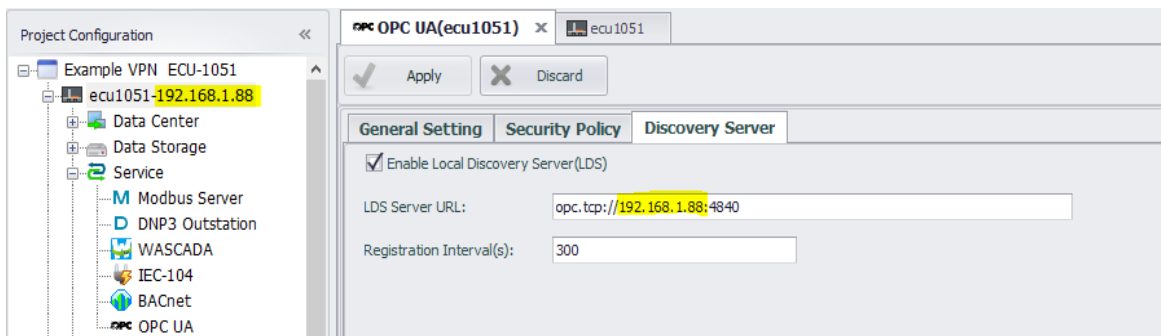 Project Configuration
Example VPN ECU-1051
ecu1051-192.168.1.88
Data Center
Data Storage
Service
M Modbus Server
D DNP3 Outstation
WASCADA
IEC-104
BACnet
OPC OPC UA
OPC OPC UA(ecu1051)
ecu1051
Apply
Discard
General Setting
Security Policy
Discovery Server
Enable Local Discovery Server(LDS)
LDS Server URL: opc.tcp://192.168.1.88:4840
Registration Interval(s): 300